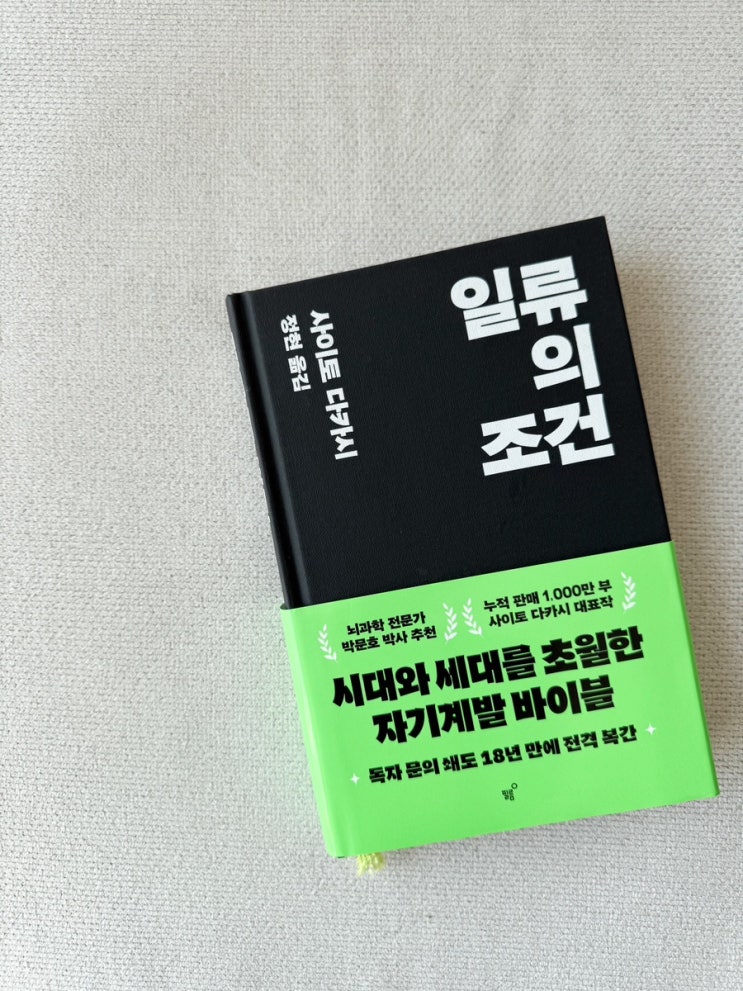 일류
의
조건
사이토 다카시
정현 옮김
뇌과학 전문가
박문호 박사 추천
누적 판매 1.000만 부
사이토 다카시 대표작
시대와 세대를 초월한
자기계발 바이블
독자 문의 쇄도 18년 만에 전격 복간
필름